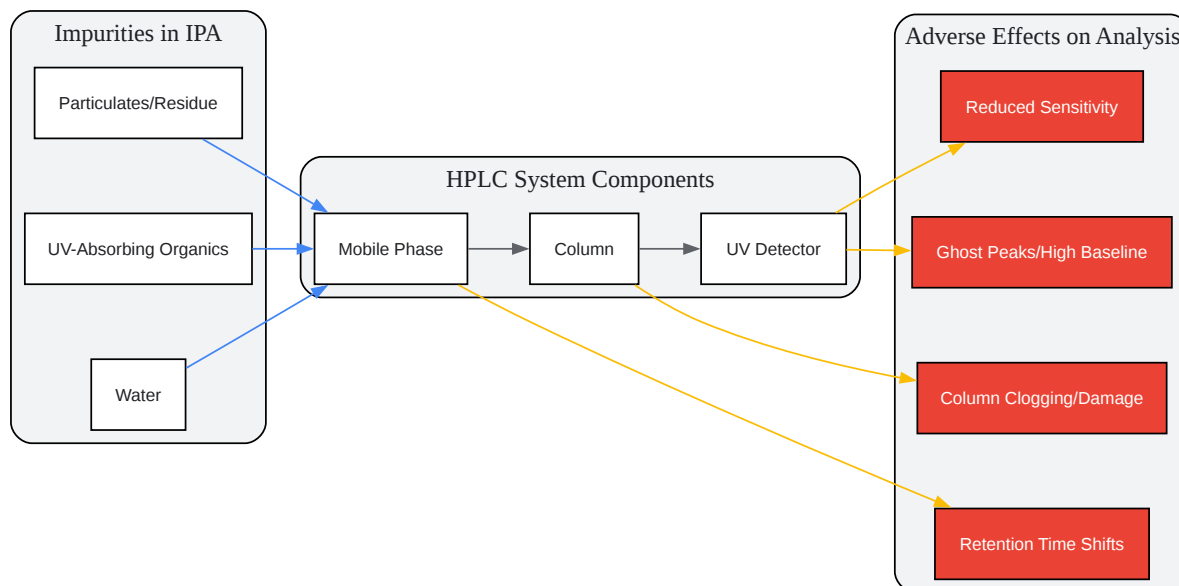 Impurities in IPA
Particulates/Residue
UV-Absorbing Organics
Water
HPLC System Components
Mobile Phase
Column
UV Detector
Adverse Effects on Analysis
Reduced Sensitivity
Ghost Peaks/High Baseline
Column Clogging/Damage
Retention Time Shifts